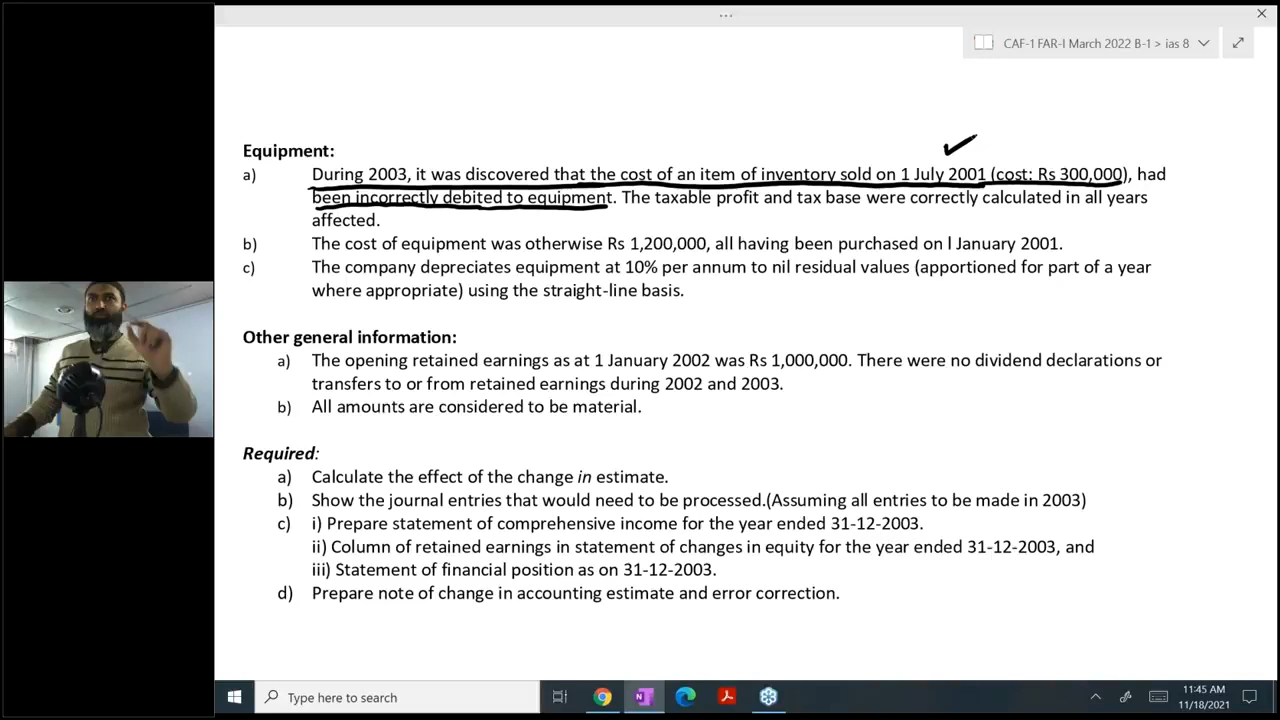 CAF-1 FAR-I March 2022 B-1 > ias 8
Equipment:
a) During 2003, it was discovered that the cost of an item of inventory sold on 1 July 2001 (cost: Rs 300,000), had
been incorrectly debited to equipment. The taxable profit and tax base were correctly calculated in all years
affected.
b) The cost of equipment was otherwise Rs 1,200,000, all having been purchased on l January 2001.
c) The company depreciates equipment at 10% per annum to nil residual values (apportioned for part of a year
where appropriate) using the straight-line basis.
Other general information:
a) The opening retained earnings as at 1 January 2002 was Rs 1,000,000. There were no dividend declarations or
transfers to or from retained earnings during 2002 and 2003.
b) All amounts are considered to be material.
Required:
a) Calculate the effect of the change in estimate.
b) Show the journal entries that would need to be processed.(Assuming all entries to be made in 2003)
c) i) Prepare statement of comprehensive income for the year ended 31-12-2003.
ii) Column of retained earnings in statement of changes in equity for the year ended 31-12-2003, and
iii) Statement of financial position as on 31-12-2003.
d) Prepare note of change in accounting estimate and error correction.
Type here to search
11:45 AM
11/18/2021